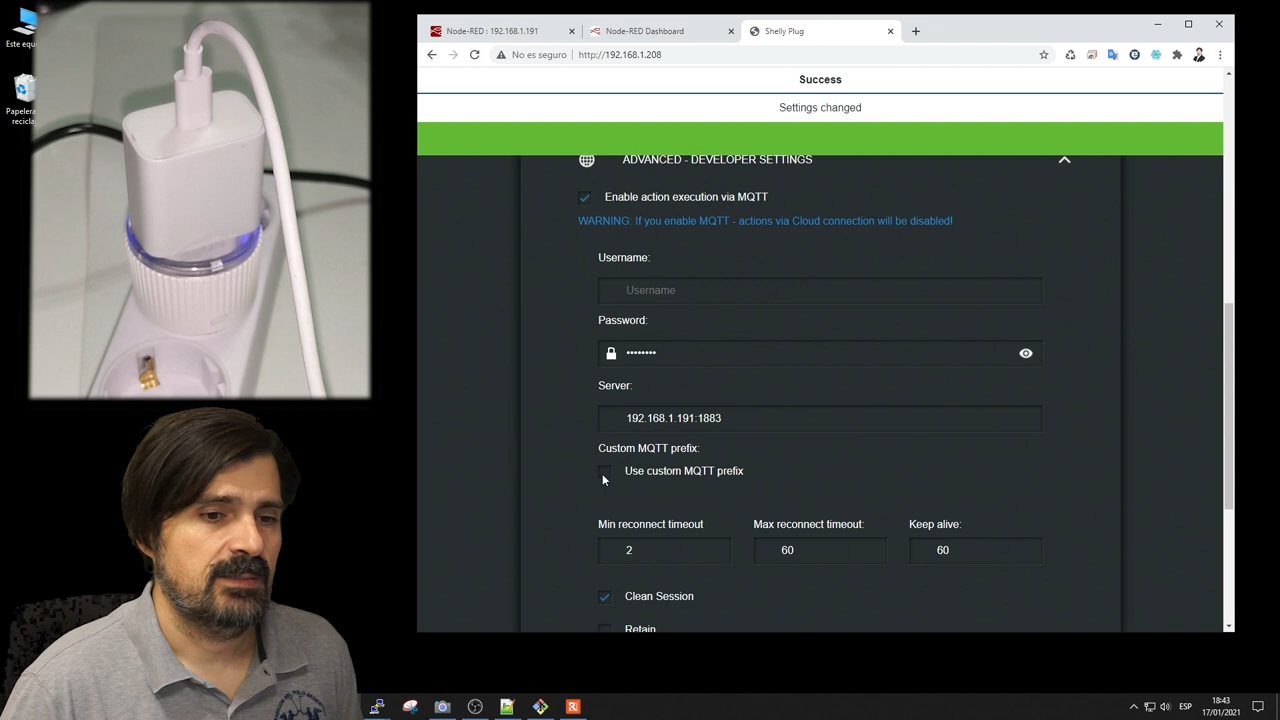 Este equi
Papelera
recicla
Node-RED : 192.168.1.191
Node-RED Dashboard
Shelly Plug
No es seguro
http://192.168.1.208
Success
Settings changed
ADVANCED - DEVELOPER SETTINGS
Enable action execution via MQTT
WARNING: If you enable MQTT - actions via Cloud connection will be disabled!
Username:
Username
Password:
••••••••
Server:
192.168.1.191:1883
Custom MQTT prefix:
Use custom MQTT prefix
Min reconnect timeout
Max reconnect timeout:
Keep alive:
2
60
60
Clean Session
Retain
ESP
18:43
17/01/2021